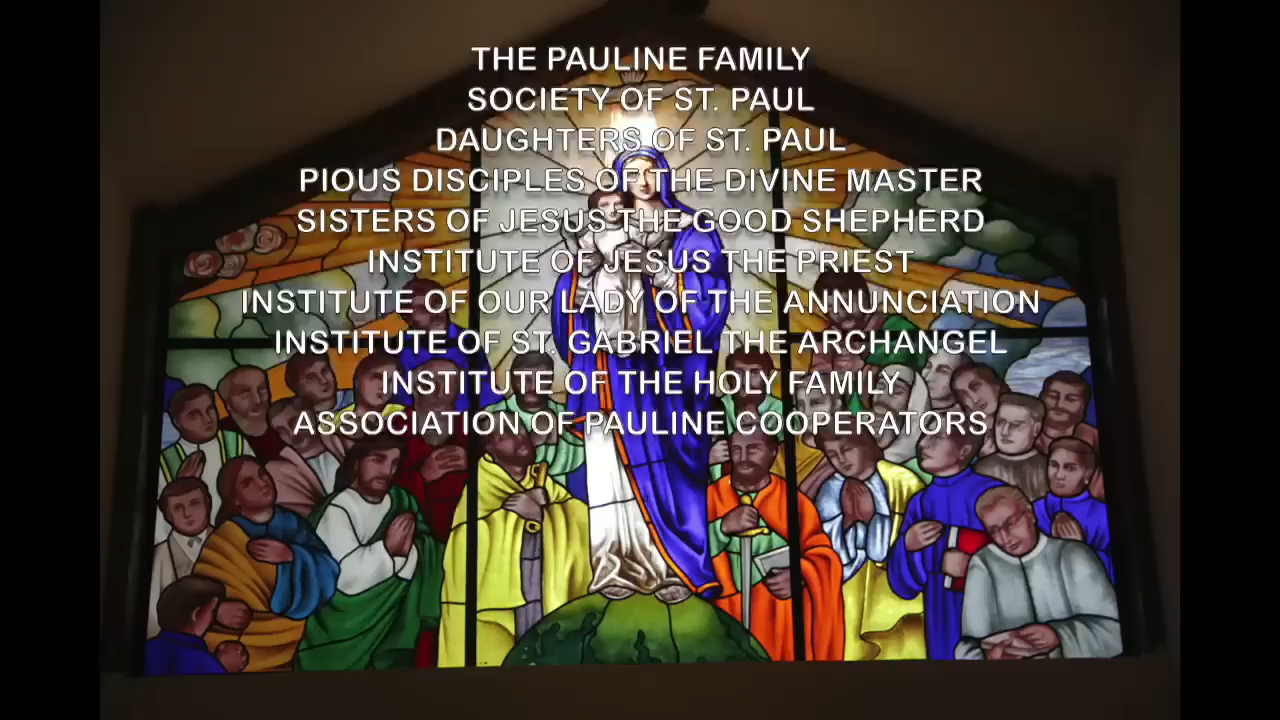 THE PAULINE FAMILY
SOCIETY OF ST. PAUL
DAUGHTERS OF ST. PAUL
PIOUS DISCIPLES OF THE DIVINE MASTER
SISTERS OF JESUS THE GOOD SHEPHERD
INSTITUTE OF JESUS THE PRIEST
INSTITUTE OF OUR LADY OF THE ANNUNCIATION
INSTITUTE OF ST. GABRIEL THE ARCHANGEL
INSTITUTE OF THE HOLY FAMILY
ASSOCIATION OF PAULINE COOPERATORS